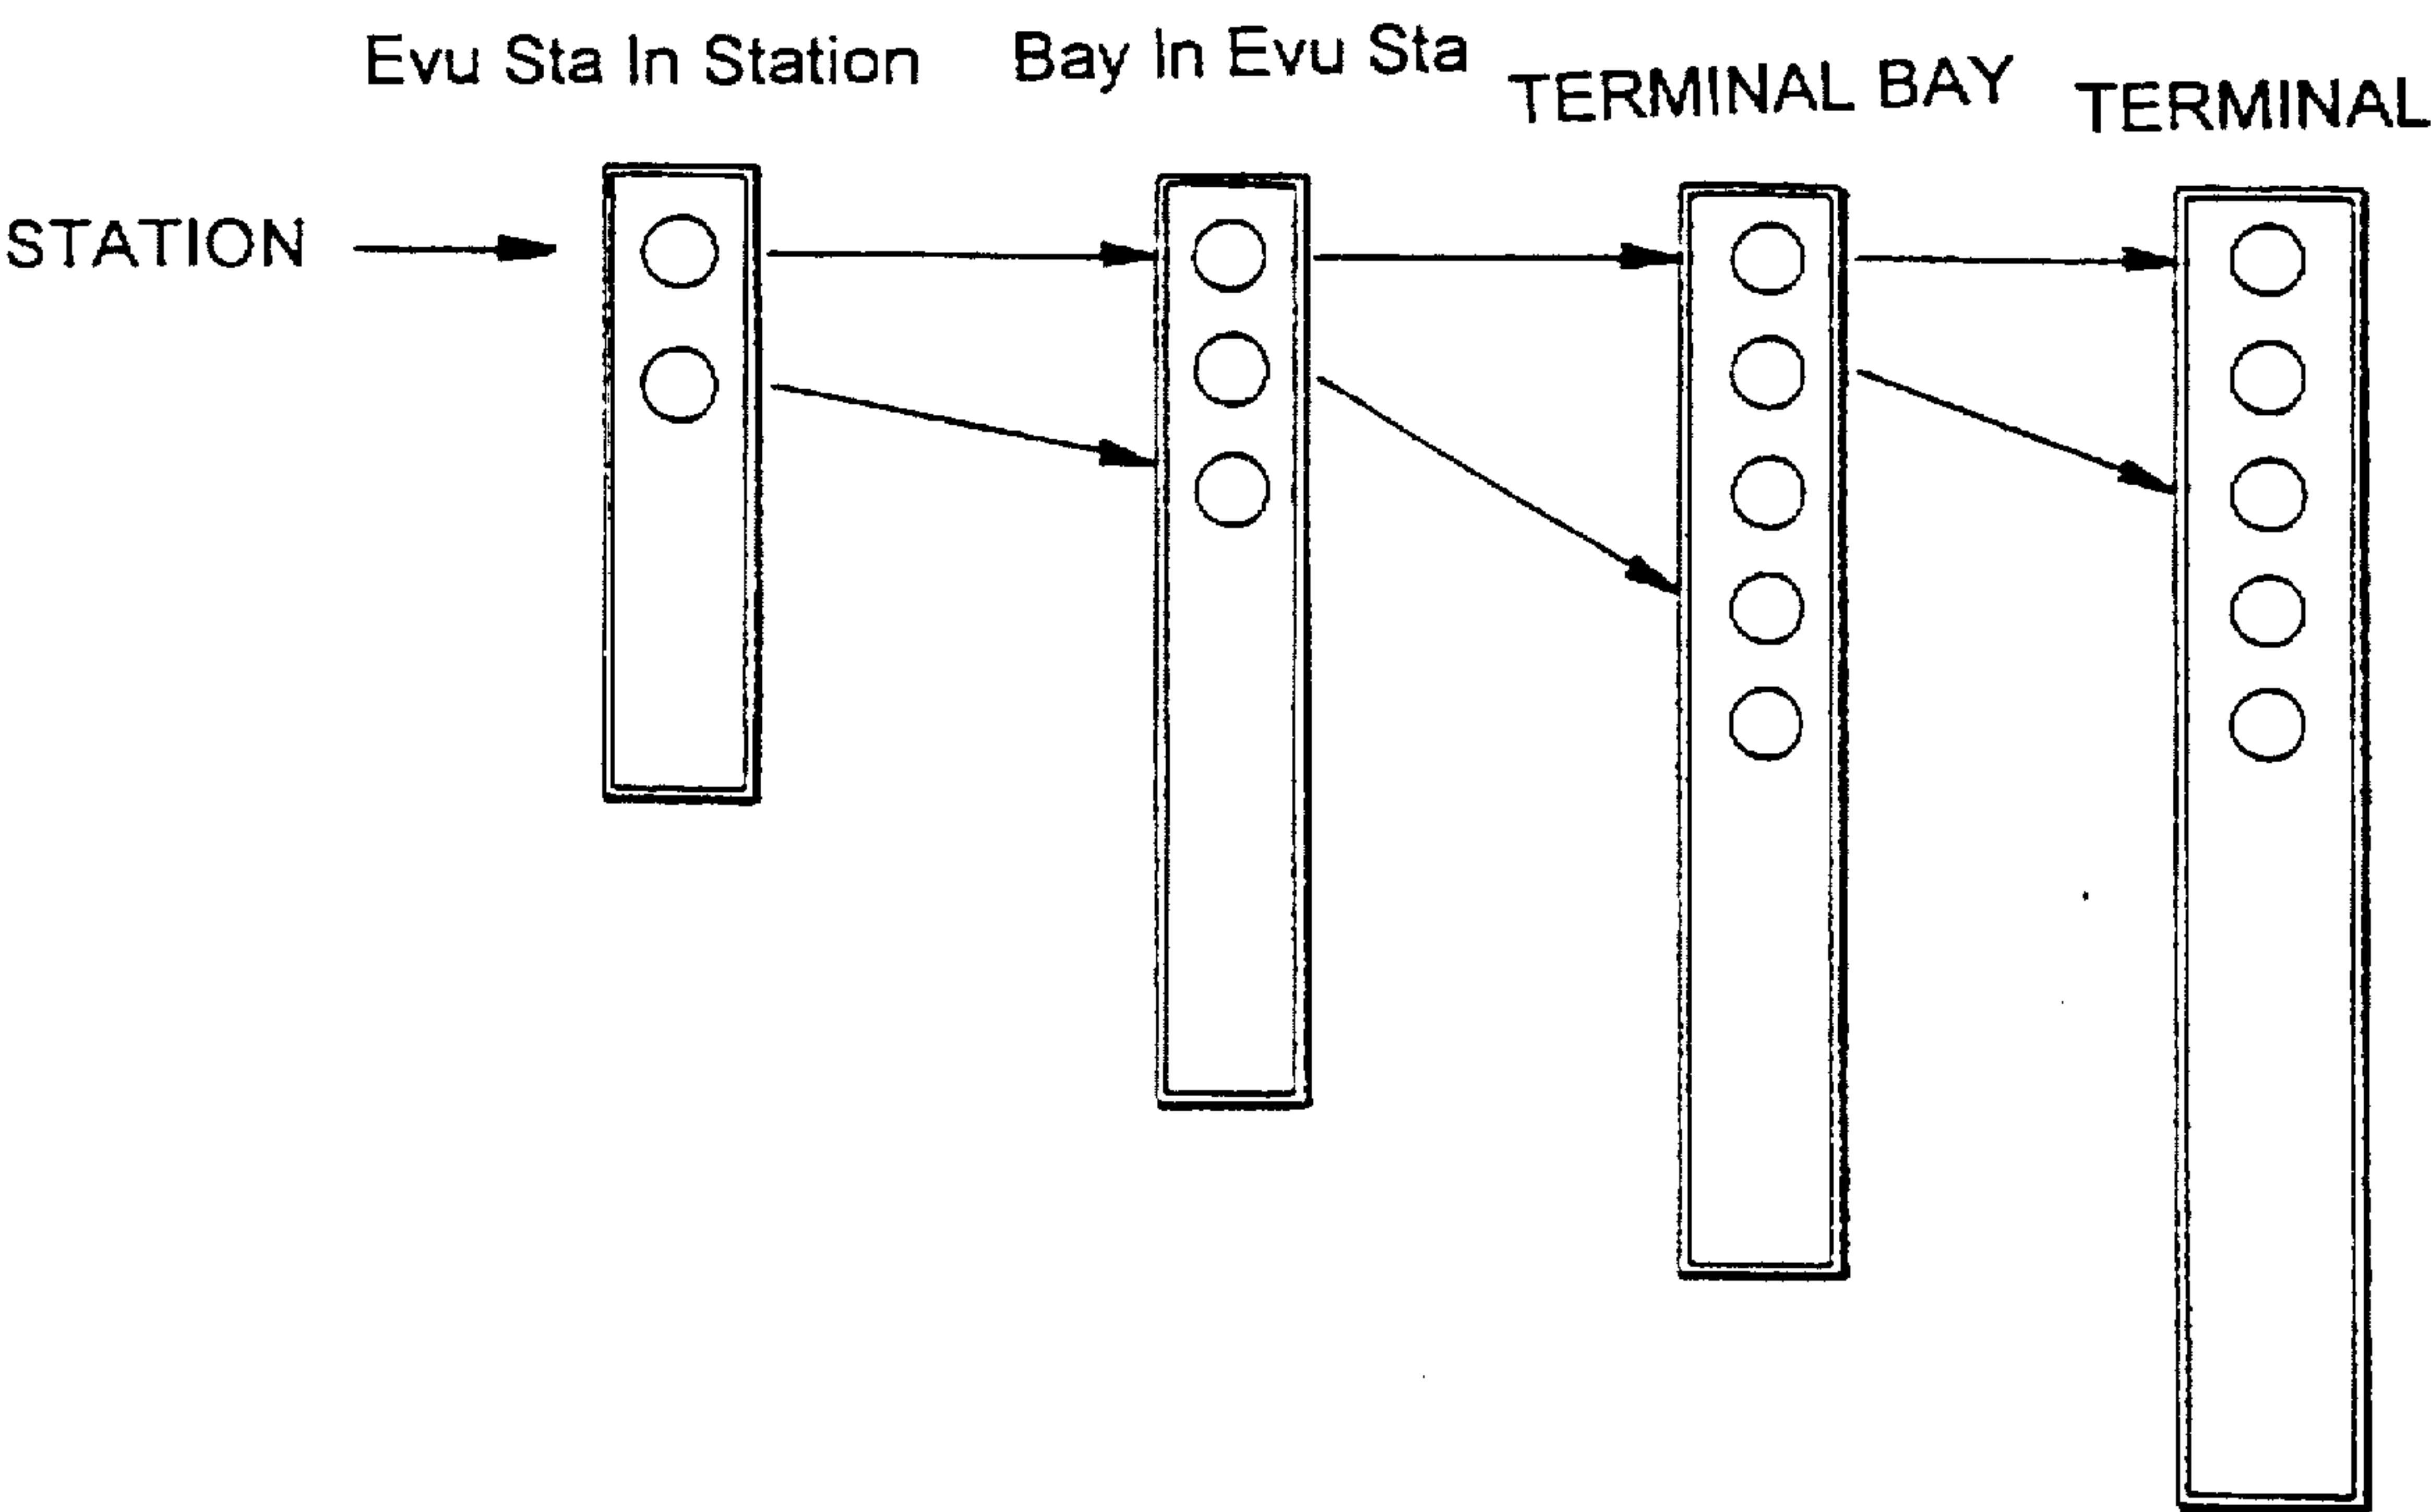 Evu Sta In Station
Bay In Evu Sta
TERMINAL BAY
TERMINAL
STATION